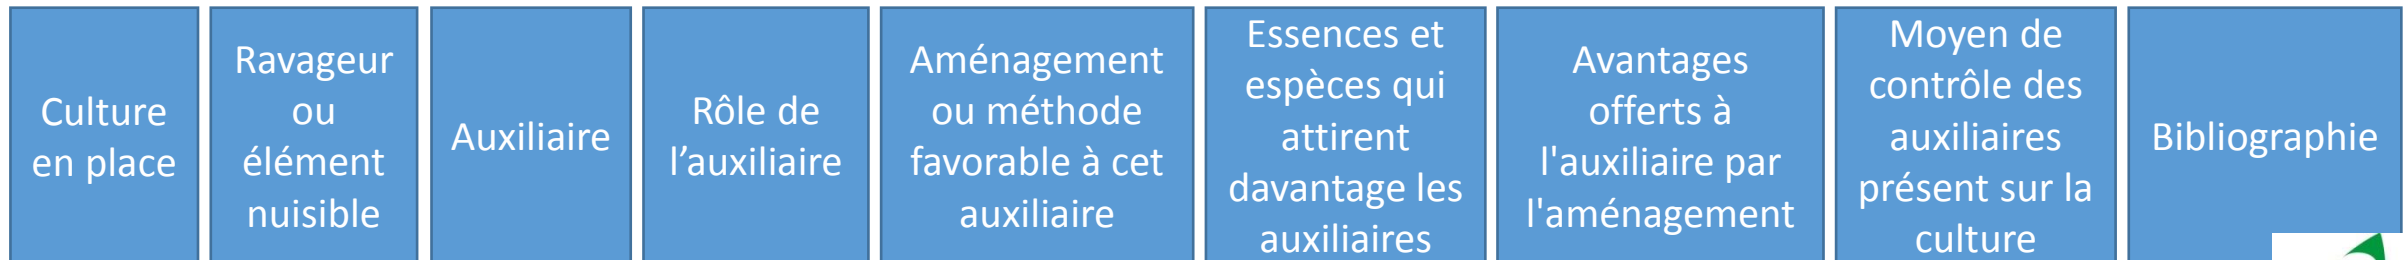 Culture
en place
Ravageur
ou
élément
nuisible
Auxiliaire
Rôle de
l’auxiliaire
Aménagement
ou méthode
favorable à cet
auxiliaire
Essences et
espèces qui
attirent
davantage les
auxiliaires
Avantages
offerts à
l'auxiliaire par
l'aménagement
Moyen de
contrôle des
auxiliaires
présent sur la
culture
Bibliographie